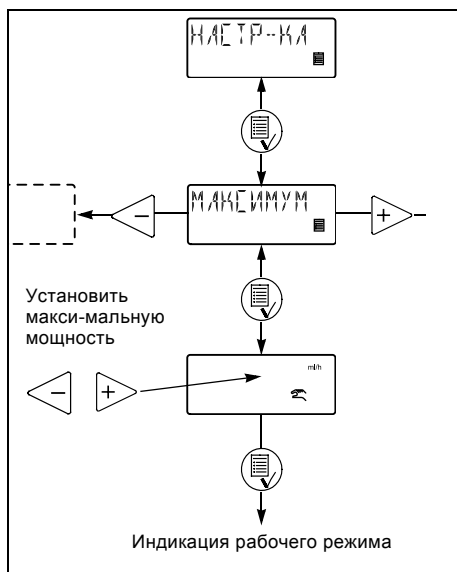 НАСТР-КА
МАКСИМУМ
Установить
макси-мальную
мощность
ml/h
Индикация рабочего режима